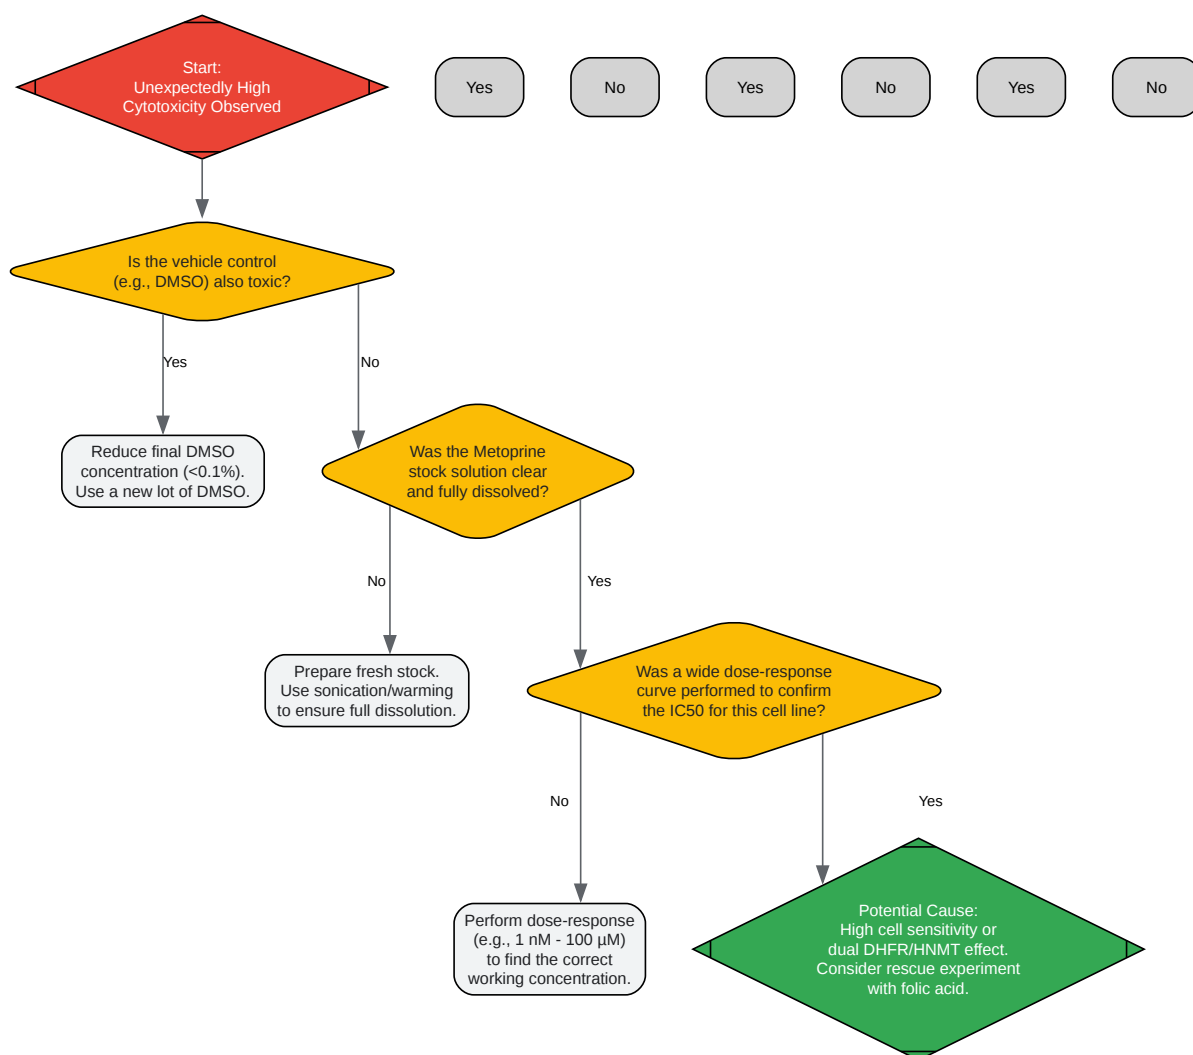 Start:
Unexpectedly High
Cytotoxicity Observed
Yes
No
Yes
No
Yes
No
Is the vehicle control
(e.g., DMSO) also toxic?
Yes
No
Reduce final DMSO
concentration (<0.1%).
Use a new lot of DMSO.
Was the Metoprine
stock solution clear
and fully dissolved?
No
Yes
Prepare fresh stock.
Use sonication/warming
to ensure full dissolution.
Was a wide dose-response
curve performed to confirm
the IC50 for this cell line?
No
Yes
Perform dose-response
(e.g., 1 nM - 100 µM)
to find the correct
working concentration.
Potential Cause:
High cell sensitivity or
dual DHFR/HNMT effect.
Consider rescue experiment
with folic acid.